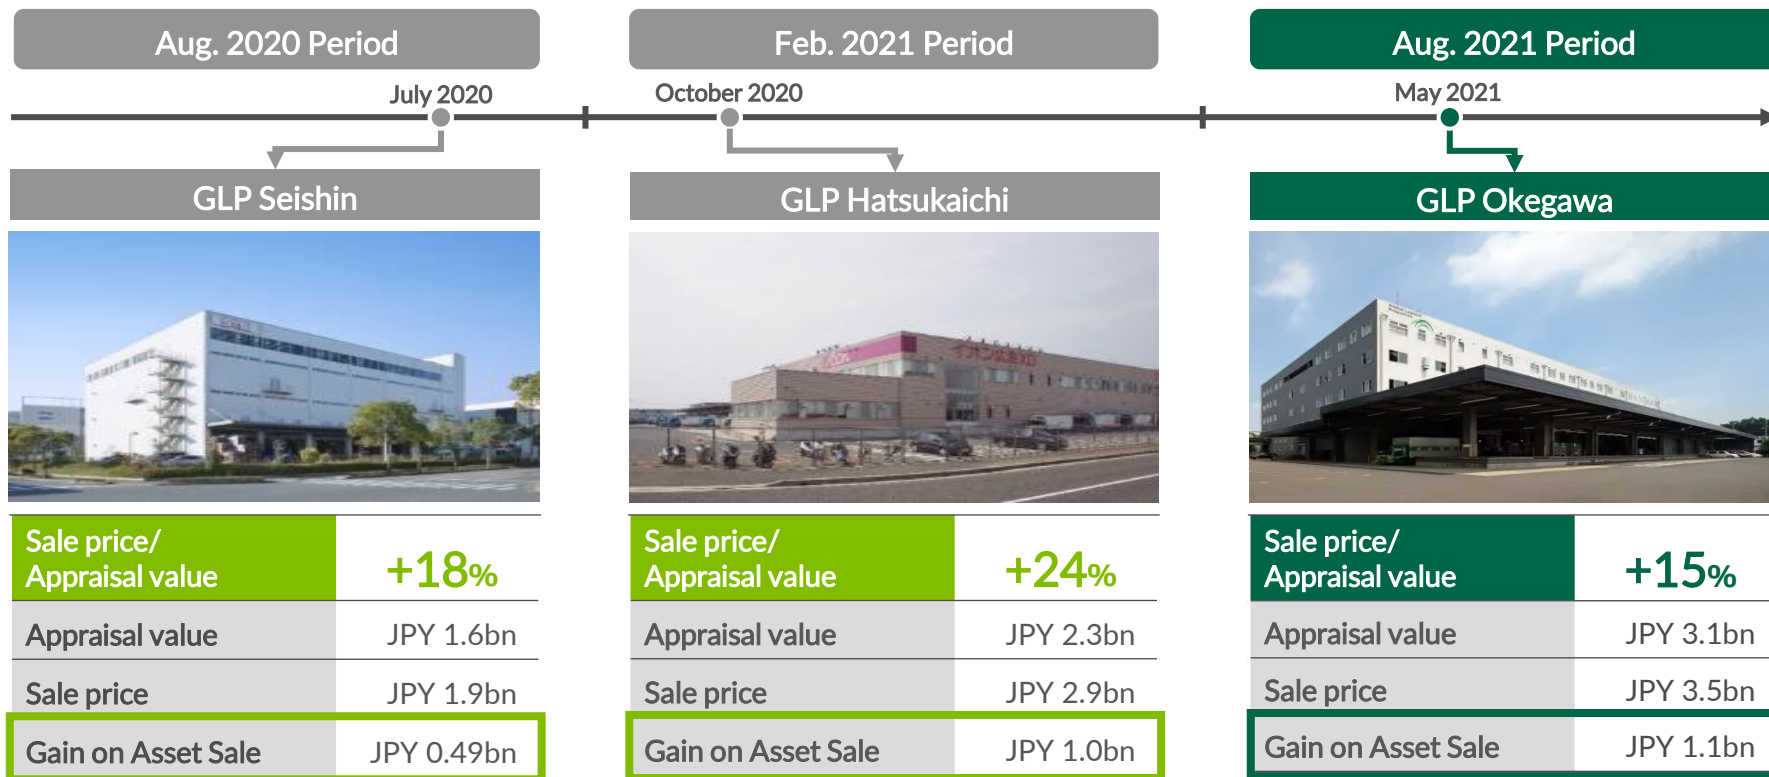 Aug. 2020 Period
Feb. 2021 Period
Aug. 2021 Period
July 2020
October 2020
May 2021
GLP Seishin
GLP Hatsukaichi
GLP Okegawa
Sale price/
Appraisal value
+18%
Appraisal value
JPY 1.6bn
Sale price
JPY 1.9bn
Gain on Asset Sale
JPY 0.49bn
Sale price/
Appraisal value
+24%
Appraisal value
JPY 2.3bn
Sale price
JPY 2.9bn
Gain on Asset Sale
JPY 1.0bn
Sale price/
Appraisal value
+15%
Appraisal value
JPY 3.1bn
Sale price
JPY 3.5bn
Gain on Asset Sale
JPY 1.1bn